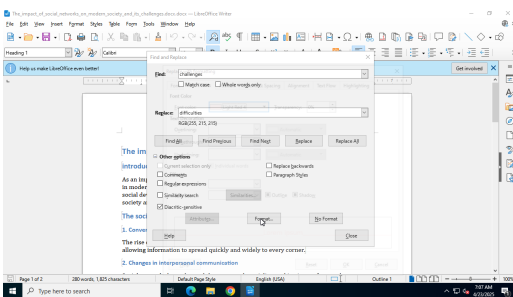 The_impact_of_social_networks_on_modern_society_and_its_challenges.docx — LibreOffice Writer
File Edit View Insert Format Styles Table Form Tools Window Help
Heading 1
Calibri
Help us make LibreOffice even better!
Get involved
Find and Replace
Find: challenges
Match case Whole words only
Replace: difficulties
RGB(255, 215, 215)
Find All Find Previous Find Next Replace Replace All
Other options
Current selection only Replace backwards
Comments Paragraph Styles
Regular expressions
Similarity search Similarities...
Diacritic-sensitive
Attributes... Format... No Format
Help Close
The im
Introdu
As an imp
in moder
social de
society a
The soci
1. Conver
The rise
allowing information to spread quickly and widely to every corner.
2. Changes in interpersonal communication
Page 1 of 2 280 words, 1,825 characters Default Page Style English (USA) Outline 1 100%
Type here to search
7:07 AM
4/23/2025